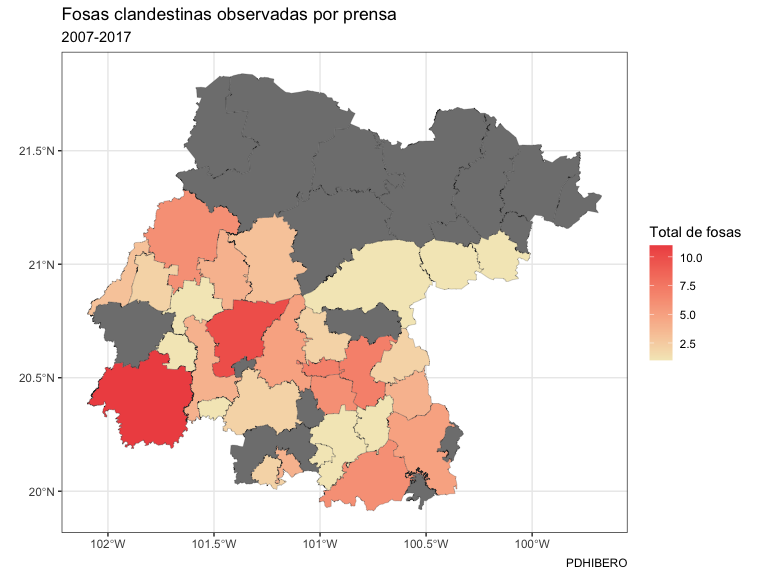 Fosas clandestinas observadas por prensa
2007-2017
21.5°N
21°N
20.5°N
20°N
102°W
101.5°W
101°W
100.5°W
100°W
Total de fosas
10.0
7.5
5.0
2.5
PDHIBERO